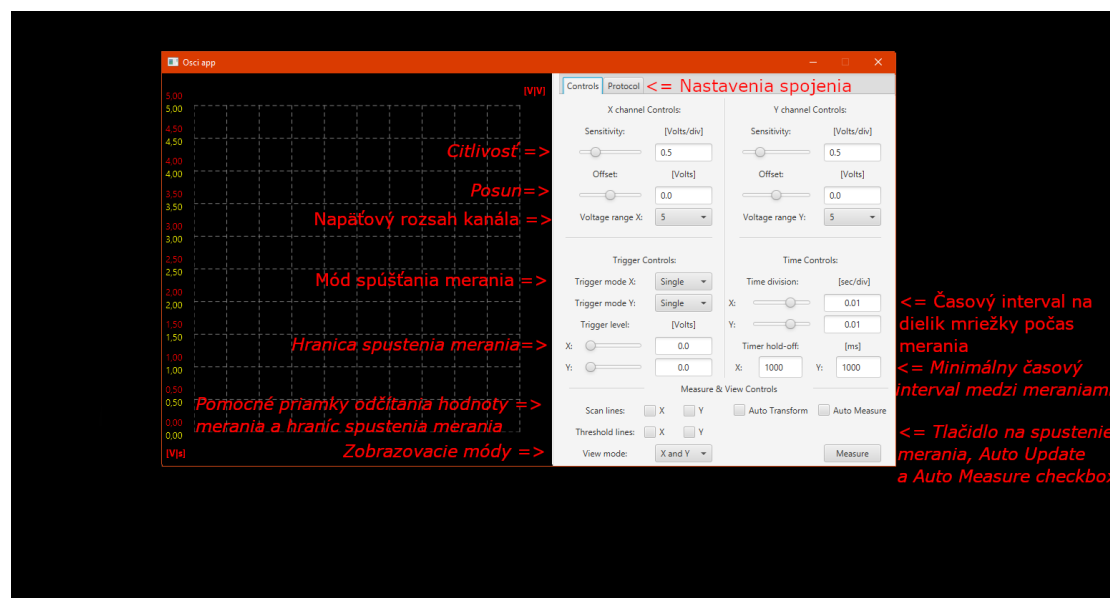 Osci app
Controls Protocol <= Nastavenia spojenia
[V|V]
X channel Controls: Y channel Controls:
Sensitivity: [Volts/div] Sensitivity: [Volts/div]
Citlivosť =>
0.5 0.5
Offset: [Volts] Offset: [Volts]
Posun=>
0.0 0.0
Napäťový rozsah kanála =>
Voltage range X: 5 Voltage range Y: 5
Trigger Controls: Time Controls:
Mód spúšťania merania =>
Trigger mode X: Single Time division: [sec/div]
Trigger mode Y: Single X: 0.01
<= Časový interval na
dielik mriežky počas
merania
Trigger level: [Volts] Y: 0.01
Hranica spustenia merania=>
X: 0.0 Timer hold-off: [ms]
Y: 0.0 X: 1000 Y: 1000
<= Minimálny časový
interval medzi meraniam
Measure & View Controls
Pomocné priamky odčítania hodnoty =>
merania a hraníc spustenia merania
Scan lines: X Y Auto Transform Auto Measure
Threshold lines: X Y
Zobrazovacie módy =>
View mode: X and Y Measure
<= Tlačidlo na spustenie
merania, Auto Update
a Auto Measure checkbox
5,00
5,00
4,50
4,50
4,00
4,00
3,50
3,50
3,00
3,00
2,50
2,50
2,00
2,00
1,50
1,50
1,00
1,00
0,50
0,50
0,00
0,00
[V|s]